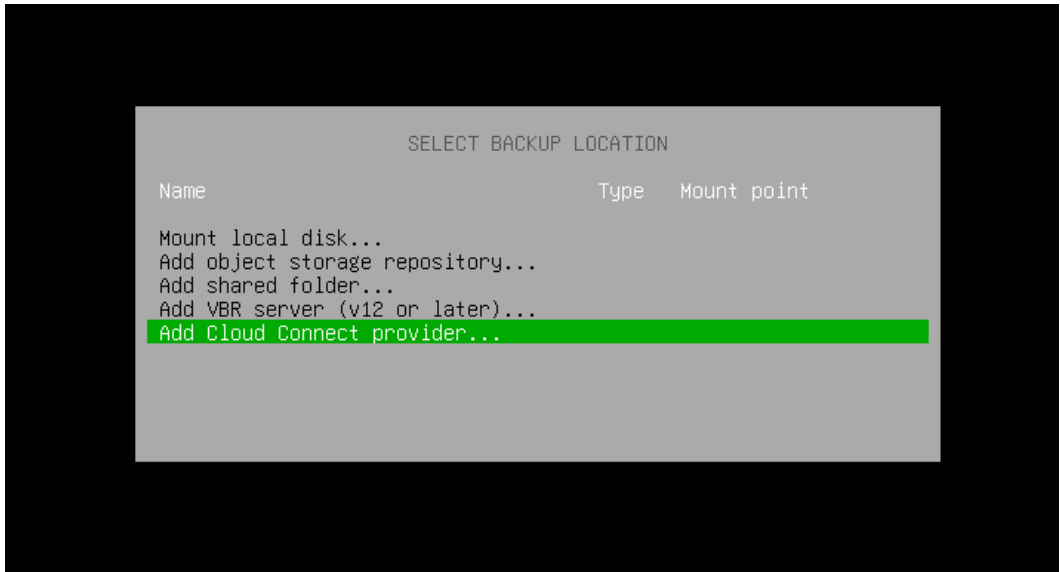 SELECT BACKUP LOCATION
Name Type Mount point
Mount local disk...
Add object storage repository...
Add shared folder...
Add VBR server (v12 or later)...
Add Cloud Connect provider...